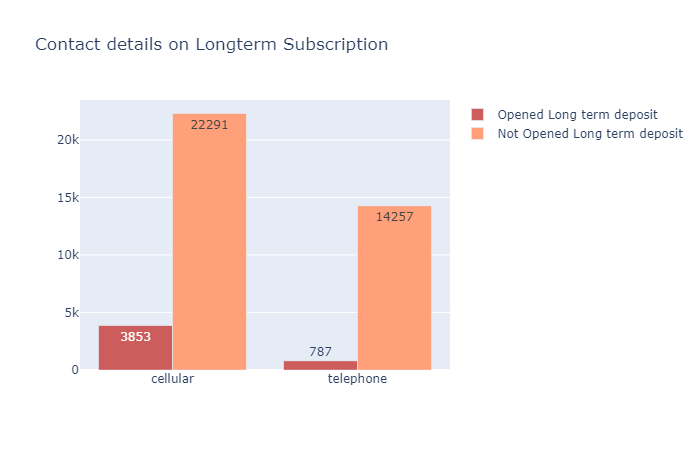 Contact details on Longterm Subscription
Opened Long term deposit
Not Opened Long term deposit
20k
15k
10k
5k
0
22291
14257
3853
787
cellular
telephone